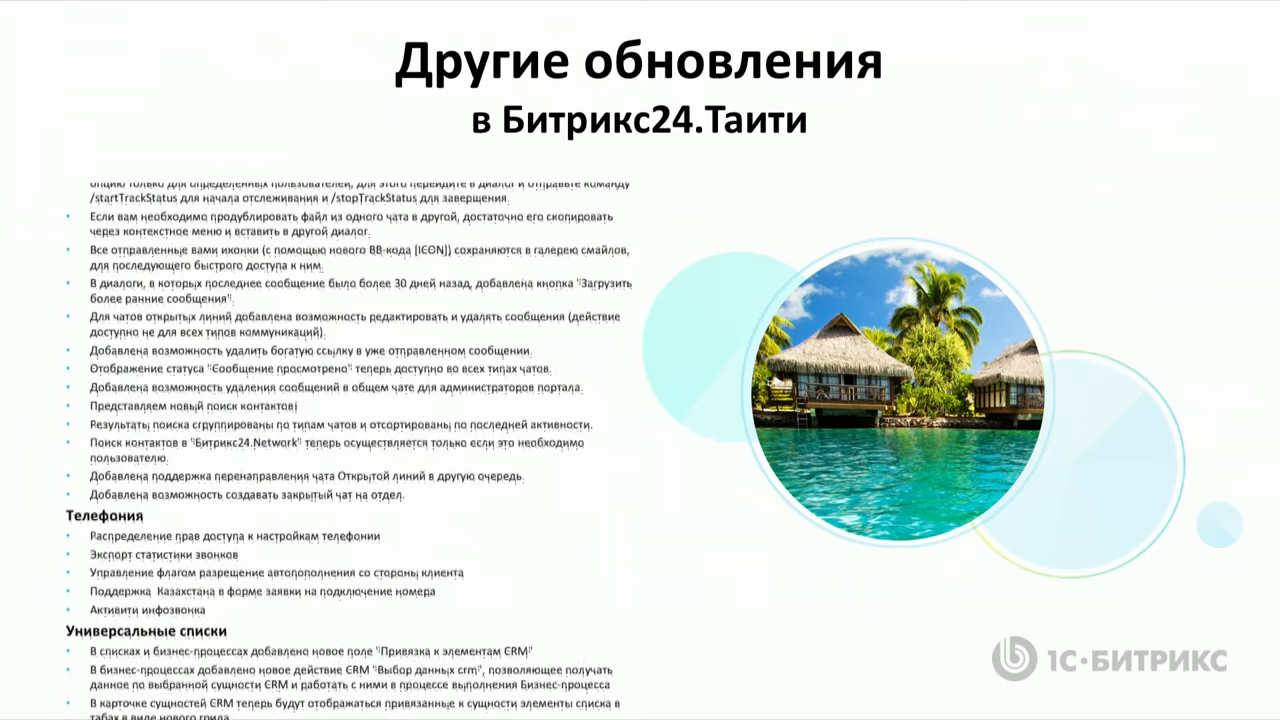 Другие обновления
в Битрикс24.Таити
опцию только для определенных пользователей, для этого перейдите в диалог и отправьте команду
/startTrackStatus для начала отслеживания и /stopTrackStatus для завершения.
Если вам необходимо продублировать файл из одного чата в другой, достаточно его скопировать
через контекстное меню и вставить в другой диалог.
Все отправленные вами иконки (с помощью нового BB-кода [ICON]) сохраняются в галерею смайлов,
для последующего быстрого доступа к ним.
В диалоги, в которых последнее сообщение было более 30 дней назад, добавлена кнопка "Загрузить
более ранние сообщения".
Для чатов открытых линий добавлена возможность редактировать и удалять сообщения (действие
доступно не для всех типов коммуникаций).
Добавлена возможность удалить богатую ссылку в уже отправленном сообщении.
Отображение статуса "Сообщение просмотрено" теперь доступно во всех типах чатов.
Добавлена возможность удаления сообщений в общем чате для администраторов портала.
Представляем новый поиск контактов!
Результаты поиска сгруппированы по типам чатов и отсортированы по последней активности.
Поиск контактов в "Битрикс24.Network" теперь осуществляется только если это необходимо
пользователю.
Добавлена поддержка перенаправления чата Открытой линий в другую очередь.
Добавлена возможность создавать закрытый чат на отдел.
Телефония
Распределение прав доступа к настройкам телефонии
Экспорт статистики звонков
Управление флагом разрещение автопополнения со стороны клиента
Поддержка Казахстана в форме заявки на подключение номера
Активити инфозвонка
Универсальные списки
В списках и бизнес-процессах добавлено новое поле "Привязка к элементам CRM"
В бизнес-процессах добавлено новое действие CRM "Выбор данных crm", позволяющее получать
данное по выбранной сущности CRM и работать с ними в процессе выполнения Бизнес-процесса
В карточке сущностей CRM теперь будут отображаться привязанные к сущности элементы списка в
табах в виде нового грида
1С·БИТРИКС